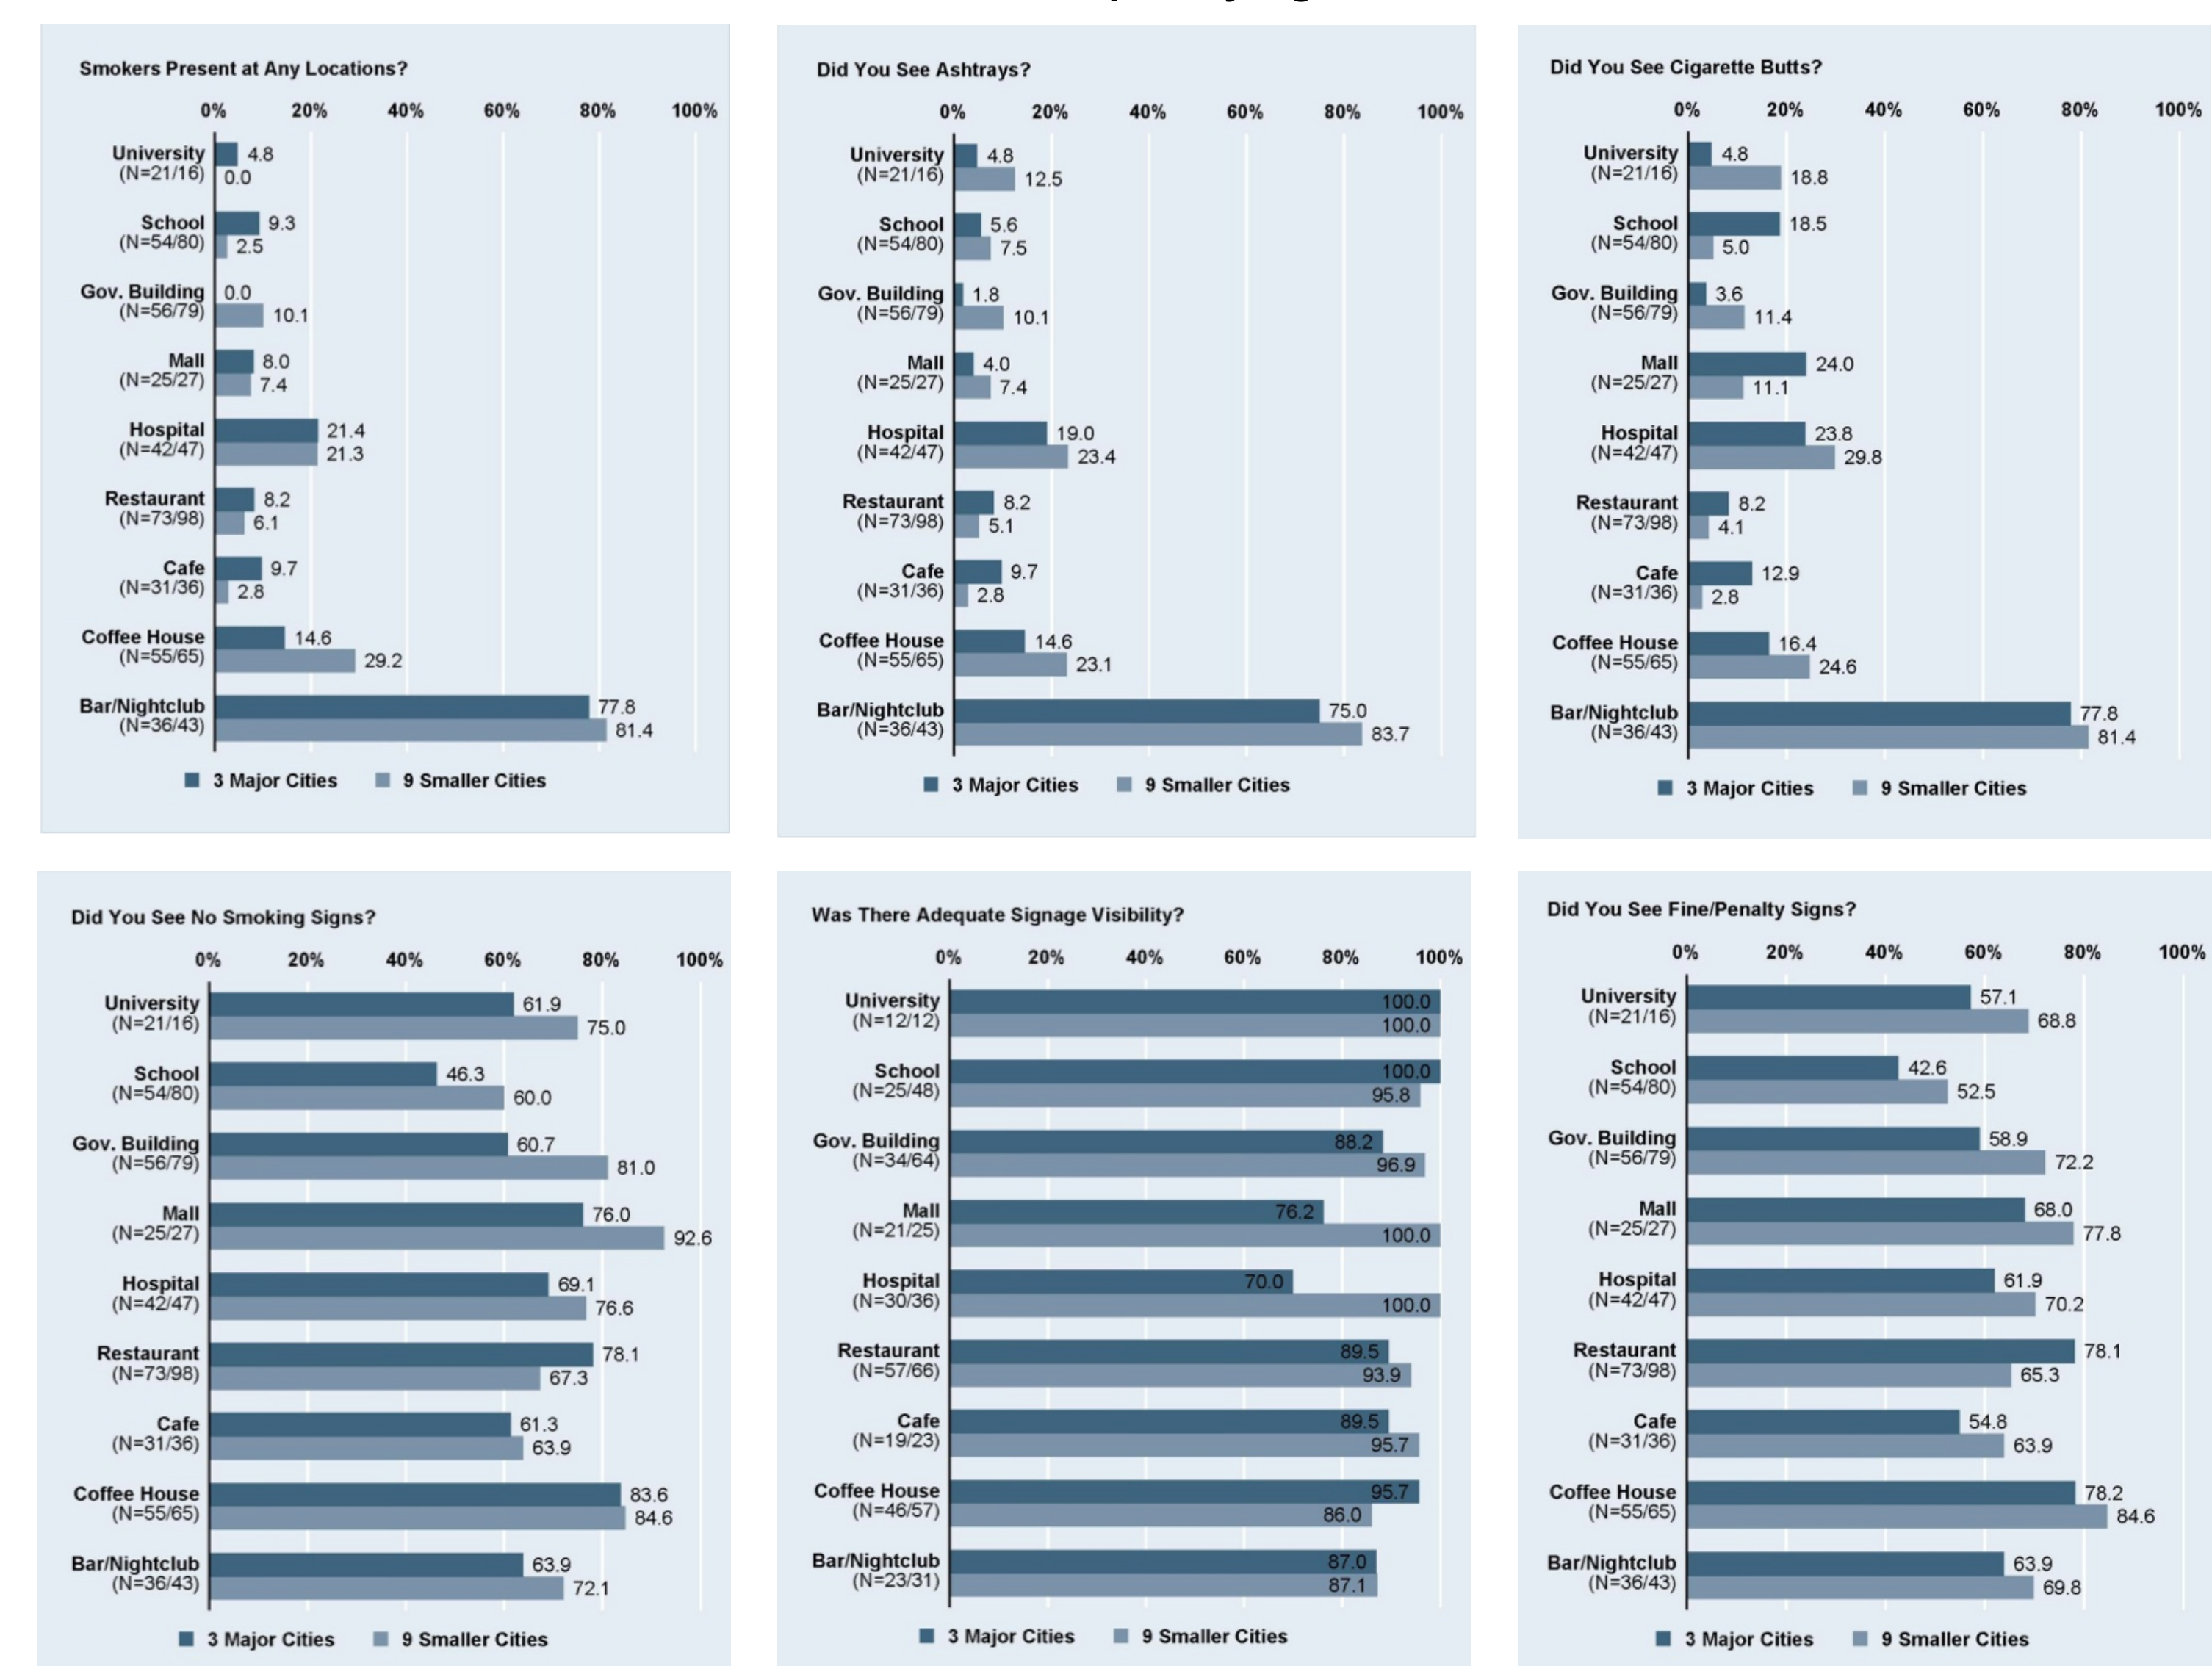 Smokers Present at Any Locations?
0% 20% 40% 60% 80% 100%
University 4.8
(N=21/16) 0.0
School 9.3
(N=54/80) 2.5
Gov. Building 0.0
(N=56/79) 10.1
Mall 8.0
(N=25/27) 7.4
Hospital 21.4
(N=42/47) 21.3
Restaurant 8.2
(N=73/98) 6.1
Cafe 9.7
(N=31/36) 2.8
Coffee House 14.6
(N=55/65) 29.2
Bar/Nightclub 77.8
(N=36/43) 81.4
3 Major Cities 9 Smaller Cities
Did You See Ashtrays?
0% 20% 40% 60% 80% 100%
University 4.8
(N=21/16) 12.5
School 5.6
(N=54/80) 7.5
Gov. Building 1.8
(N=56/79) 10.1
Mall 4.0
(N=25/27) 7.4
Hospital 19.0
(N=42/47) 23.4
Restaurant 8.2
(N=73/98) 5.1
Cafe 9.7
(N=31/36) 2.8
Coffee House 14.6
(N=55/65) 23.1
Bar/Nightclub 75.0
(N=36/43) 83.7
3 Major Cities 9 Smaller Cities
Did You See Cigarette Butts?
0% 20% 40% 60% 80% 100%
University 4.8
(N=21/16) 18.8
School 18.5
(N=54/80) 5.0
Gov. Building 3.6
(N=56/79) 11.4
Mall 24.0
(N=25/27) 11.1
Hospital 23.8
(N=42/47) 29.8
Restaurant 8.2
(N=73/98) 4.1
Cafe 12.9
(N=31/36) 2.8
Coffee House 16.4
(N=55/65) 24.6
Bar/Nightclub 77.8
(N=36/43) 81.4
3 Major Cities 9 Smaller Cities
Did You See No Smoking Signs?
0% 20% 40% 60% 80% 100%
University 61.9
(N=21/16) 75.0
School 46.3
(N=54/80) 60.0
Gov. Building 60.7
(N=56/79) 81.0
Mall 76.0
(N=25/27) 92.6
Hospital 69.1
(N=42/47) 76.6
Restaurant 78.1
(N=73/98) 67.3
Cafe 61.3
(N=31/36) 63.9
Coffee House 83.6
(N=55/65) 84.6
Bar/Nightclub 63.9
(N=36/43) 72.1
3 Major Cities 9 Smaller Cities
Was There Adequate Signage Visibility?
0% 20% 40% 60% 80% 100%
University 100.0
(N=12/12) 100.0
School 100.0
(N=25/48) 95.8
Gov. Building 88.2
(N=34/64) 96.9
Mall 76.2
(N=21/25) 100.0
Hospital 70.0
(N=30/36) 100.0
Restaurant 89.5
(N=57/66) 93.9
Cafe 89.5
(N=19/23) 95.7
Coffee House 95.7
(N=46/57) 86.0
Bar/Nightclub 87.0
(N=23/31) 87.1
3 Major Cities 9 Smaller Cities
Did You See Fine/Penalty Signs?
0% 20% 40% 60% 80% 100%
University 57.1
(N=21/16) 68.8
School 42.6
(N=54/80) 52.5
Gov. Building 58.9
(N=56/79) 72.2
Mall 68.0
(N=25/27) 77.8
Hospital 61.9
(N=42/47) 70.2
Restaurant 78.1
(N=73/98) 65.3
Cafe 54.8
(N=31/36) 63.9
Coffee House 78.2
(N=55/65) 84.6
Bar/Nightclub 63.9
(N=36/43) 69.8
3 Major Cities 9 Smaller Cities